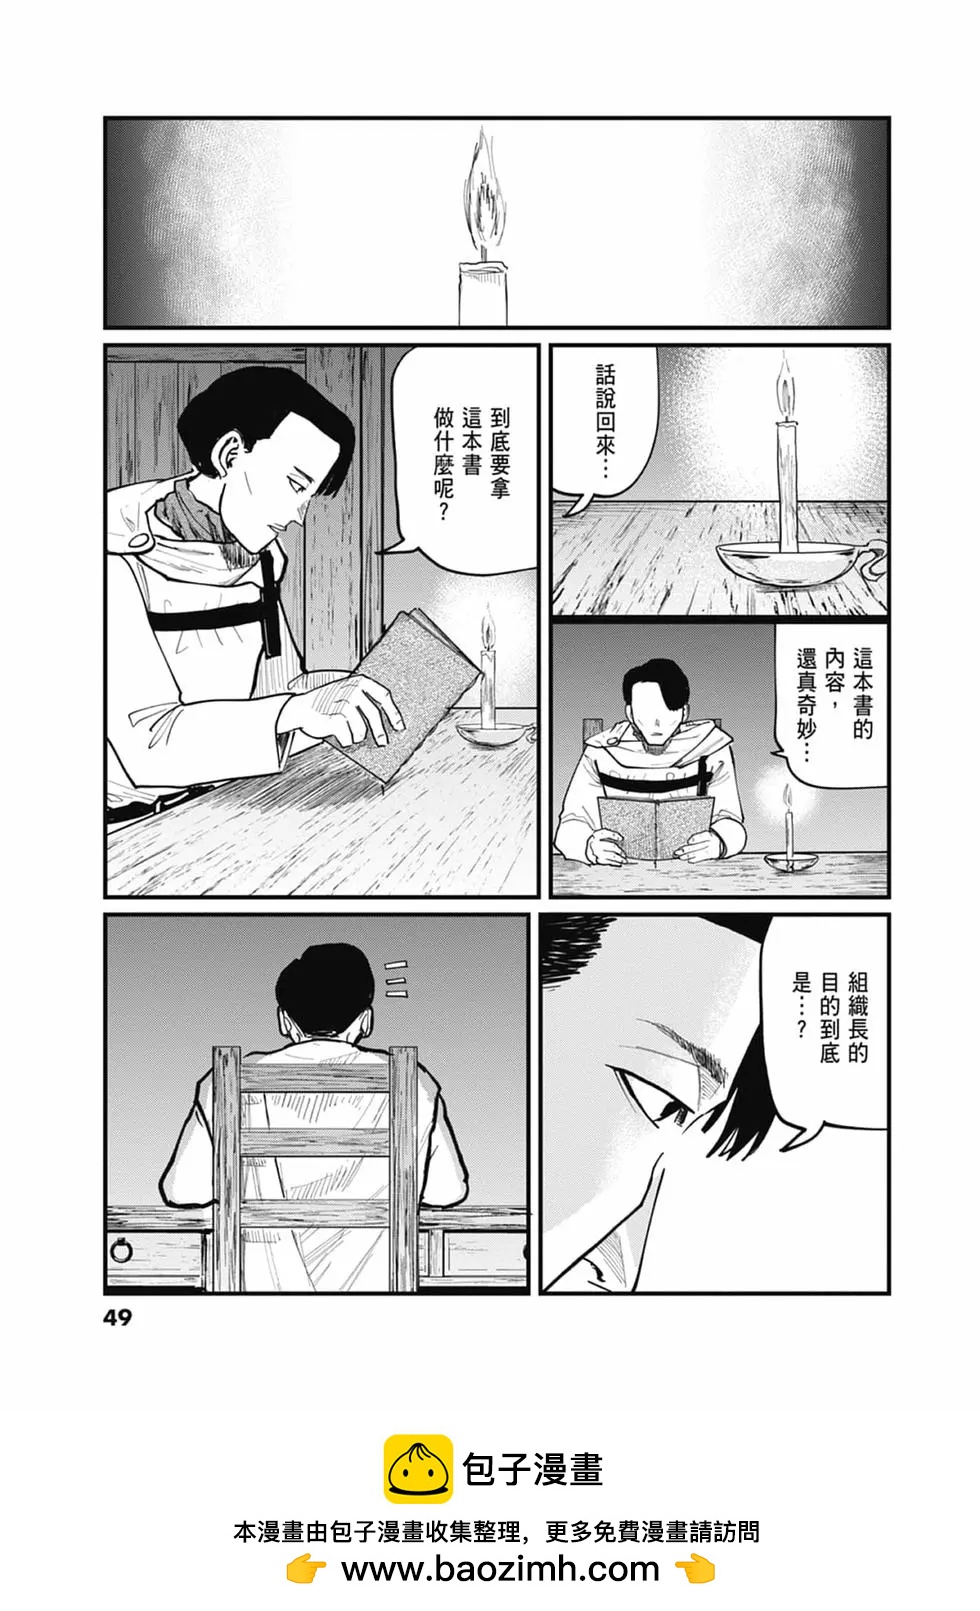 話說回來…
到底要拿
這本書
做什麼呢？
這本書的
內容，
還真奇妙…
組織長的
目的到底
是…？
49
包子漫畫
本漫畫由包子漫畫收集整理，更多免費漫畫請訪問
👉 www.baozimh.com 👈